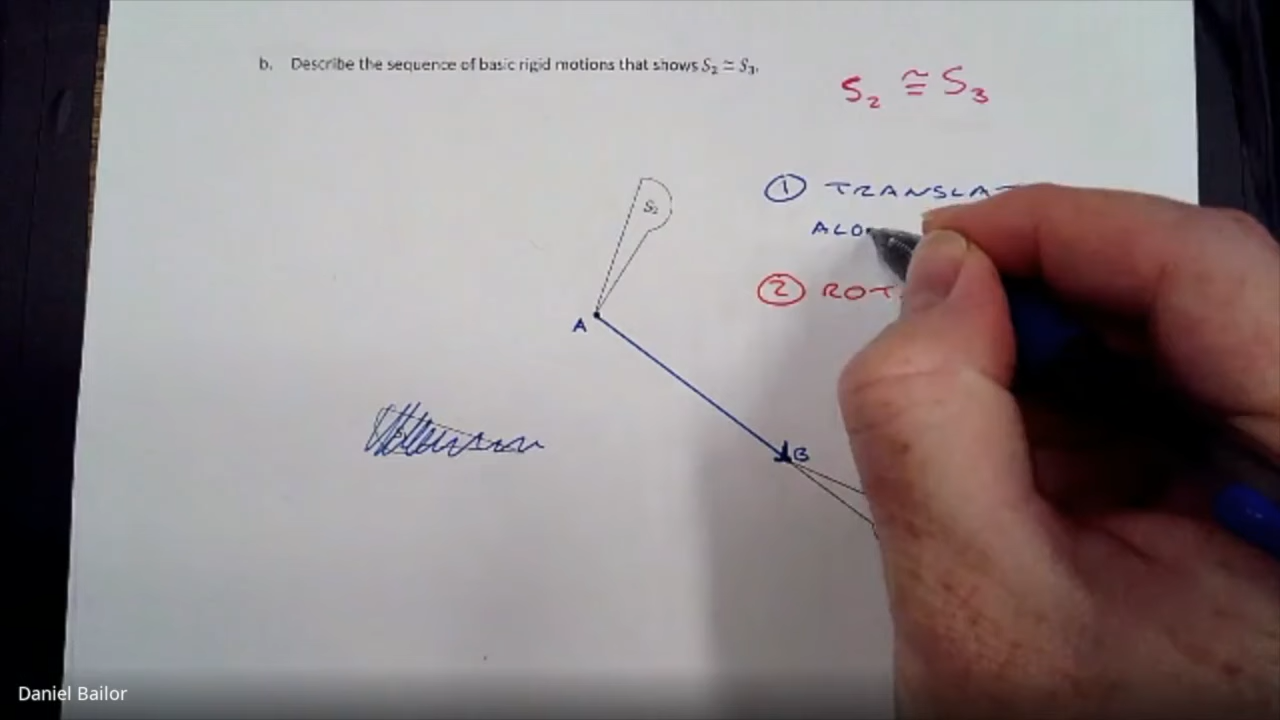 b. Describe the sequence of basic rigid motions that shows S₂ ≅ S₃.
S₂ ≅ S₃
① TRANSLAT
ALO
② ROT
S₂
A
B
Daniel Bailor